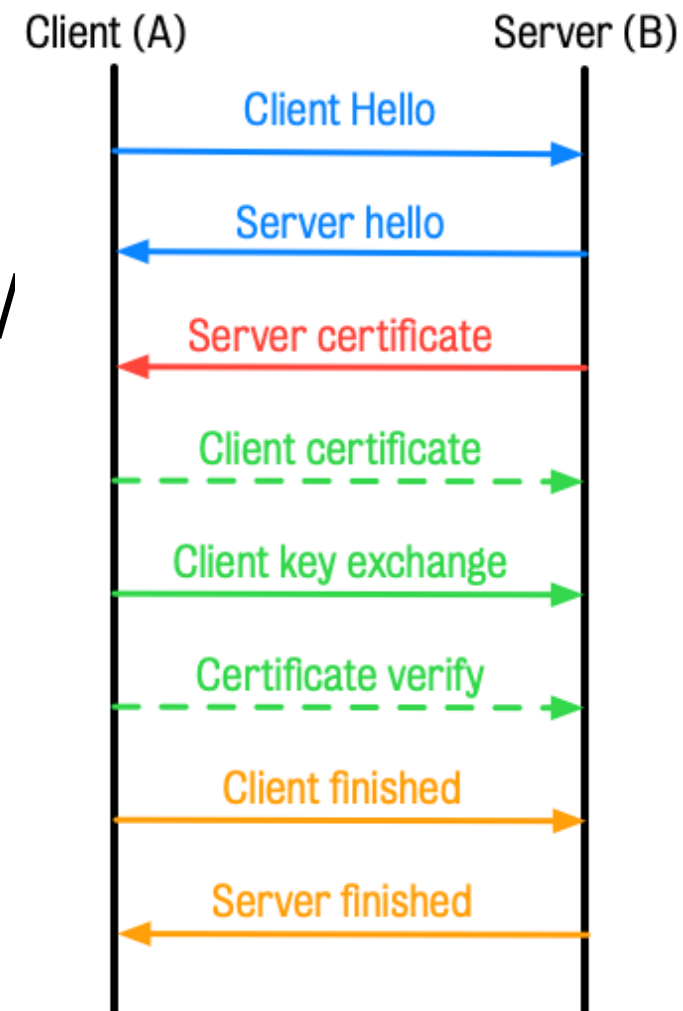 Client (A) Server (B)
Client Hello
Server hello
Server certificate
Client certificate
Client key exchange
Certificate verify
Client finished
Server finished